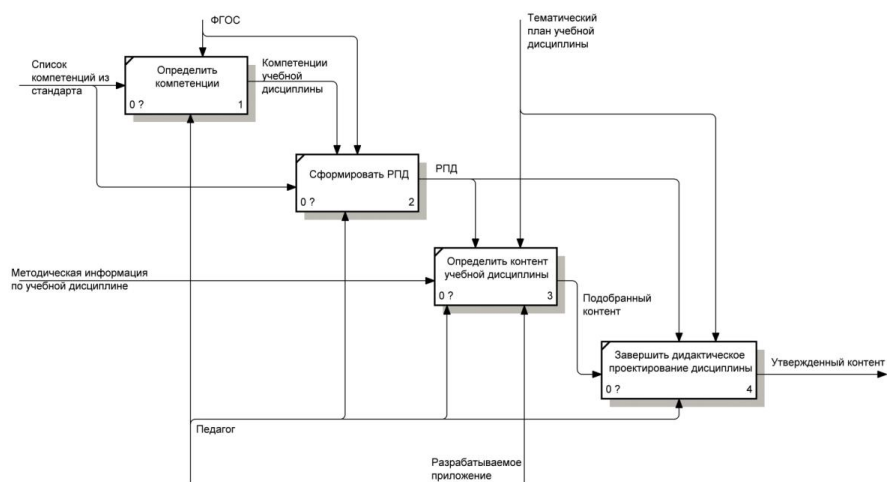 ФГОС
Тематический
план учебной
дисциплины
Список
компетенций из
стандарта
Определить
компетенции
0 ?
1
Компетенции
учебной
дисциплины
Сформировать РПД
0 ?
2
РПД
Методическая информация
по учебной дисциплине
Определить контент
учебной дисциплины
0 ?
3
Подобранный
контент
Завершить дидактическое
проектирование дисциплины
0 ?
4
Утвержденный контент
Педагог
Разрабатываемое
приложение